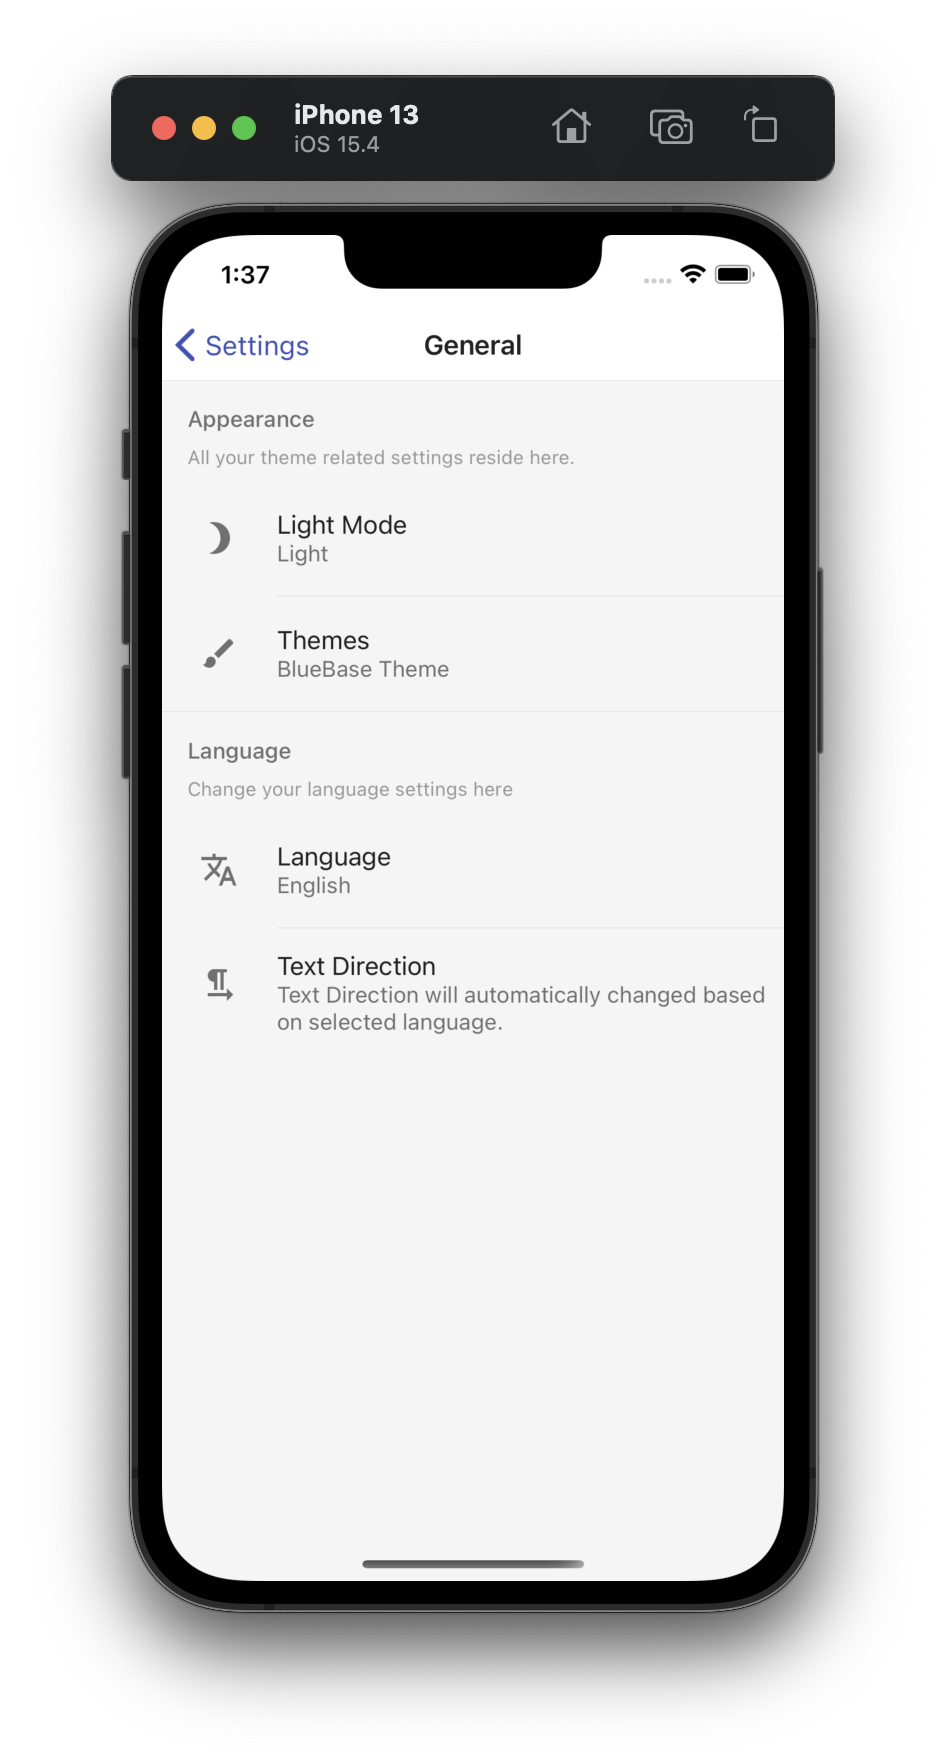 iPhone 13
iOS 15.4
1:37
Settings
General
Appearance
All your theme related settings reside here.
Light Mode
Light
Themes
BlueBase Theme
Language
Change your language settings here
Language
English
Text Direction
Text Direction will automatically changed based
on selected language.